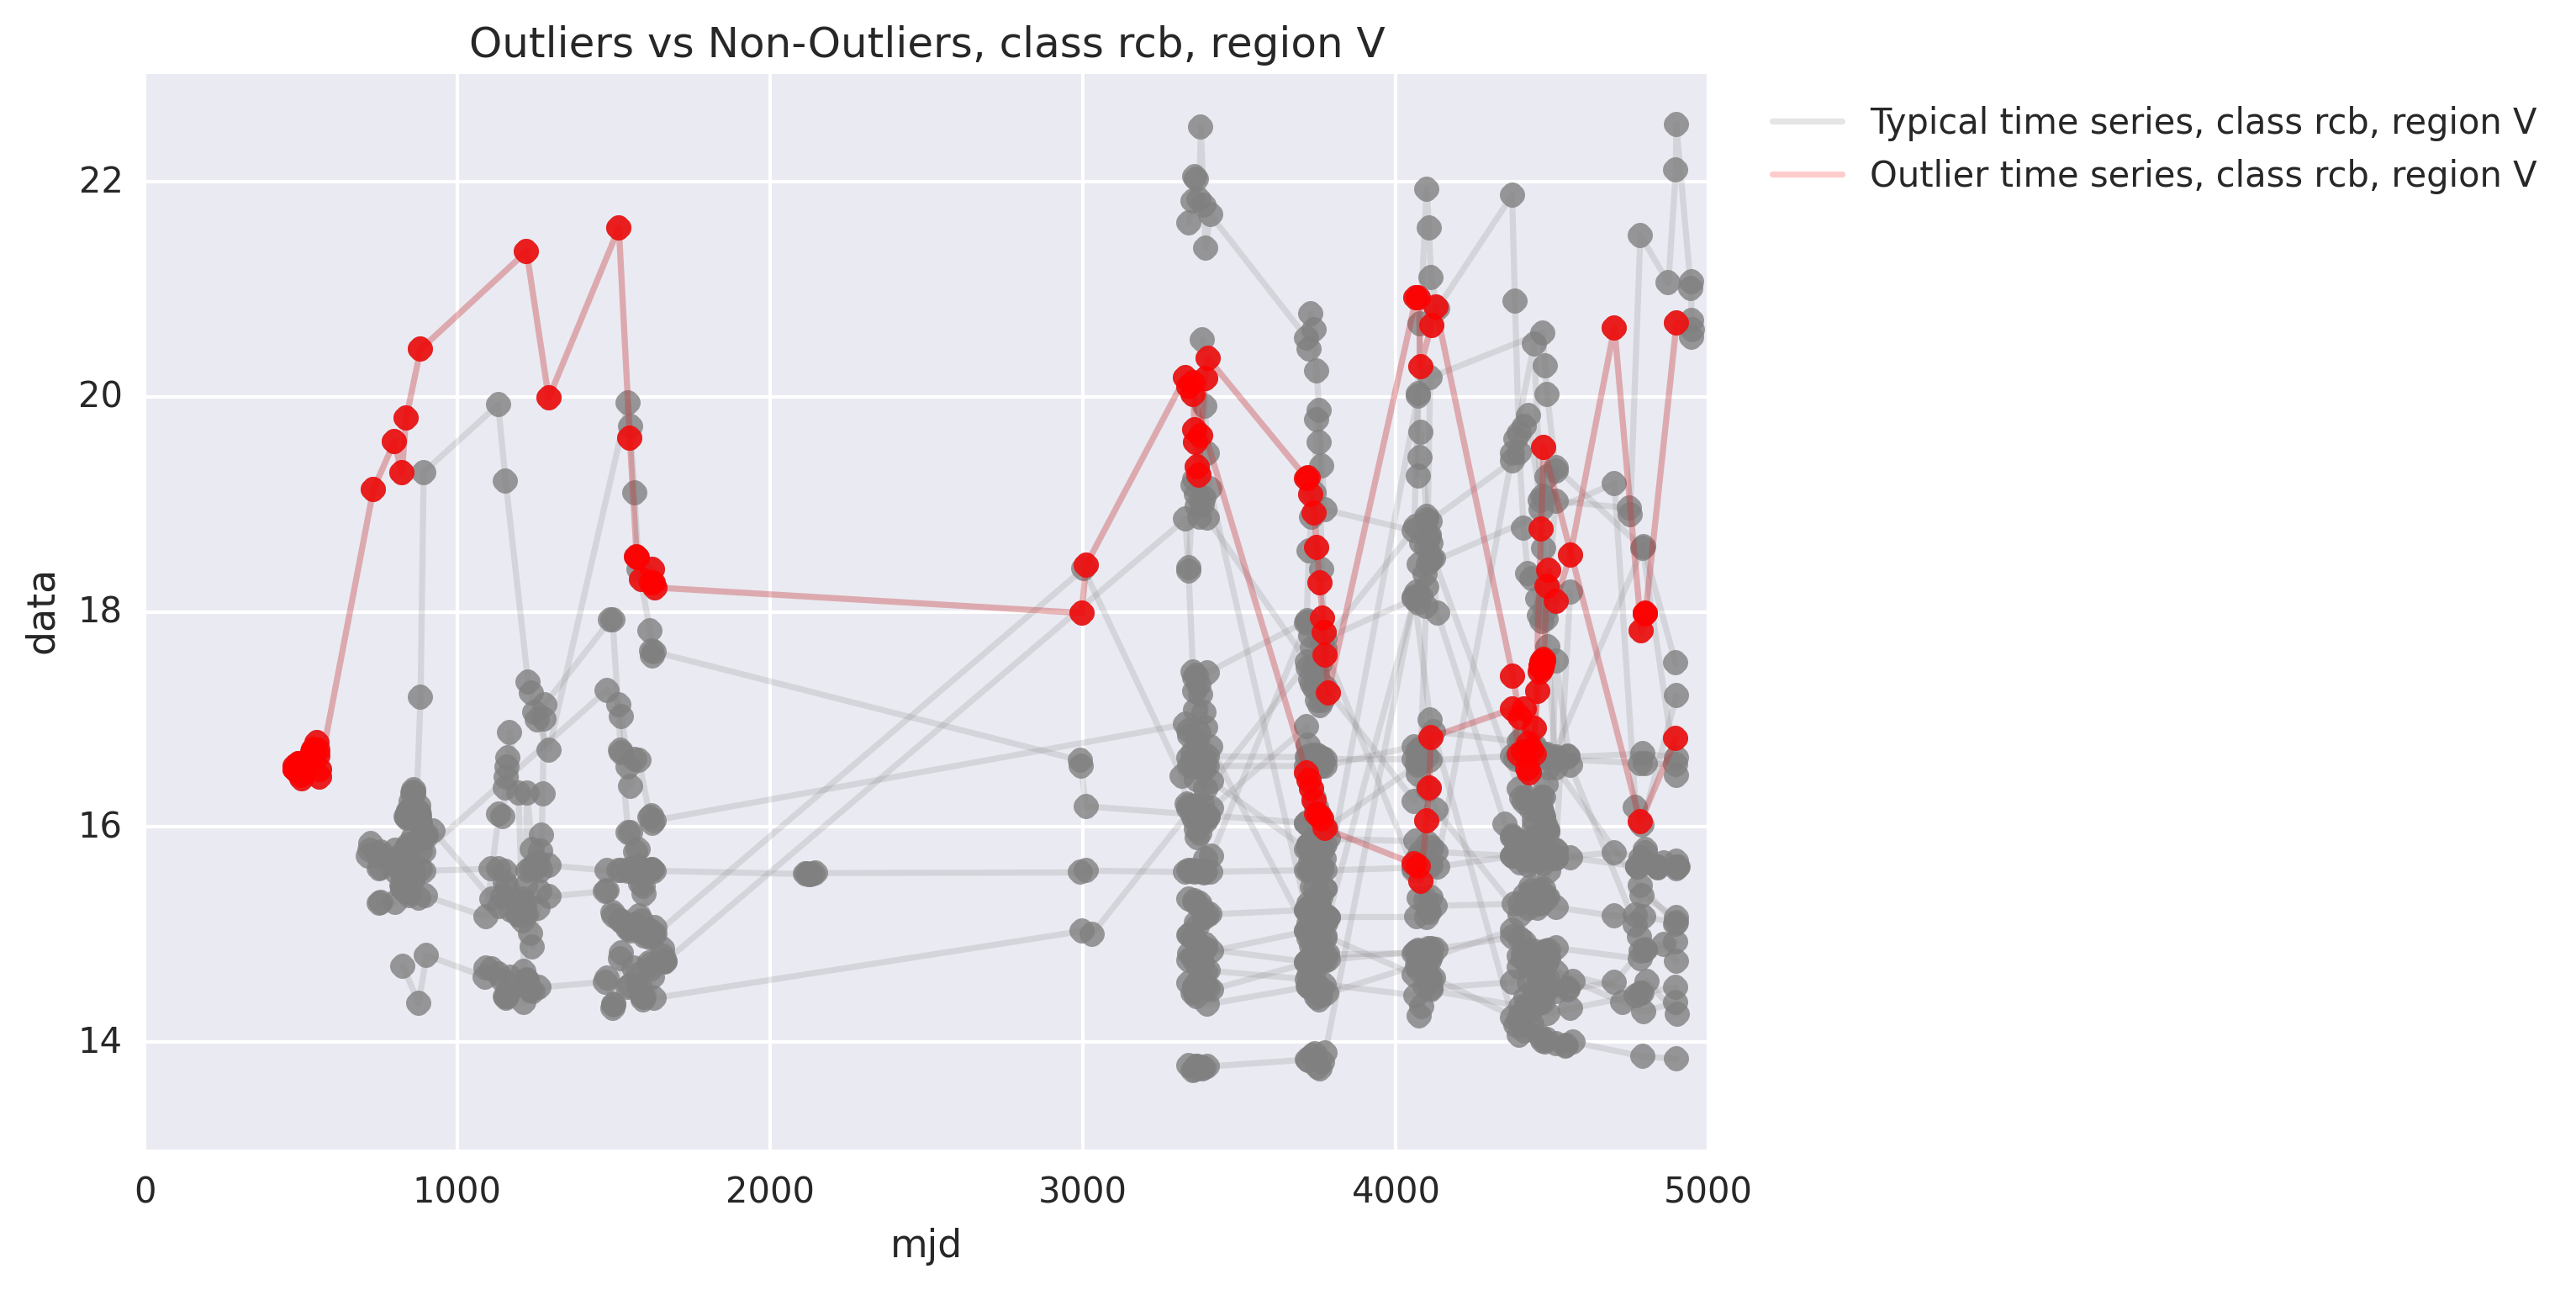 Outliers vs Non-Outliers, class rcb, region V
Typical time series, class rcb, region V
Outlier time series, class rcb, region V
22
20
18
16
14
data
0 1000 2000 3000 4000 5000
mjd